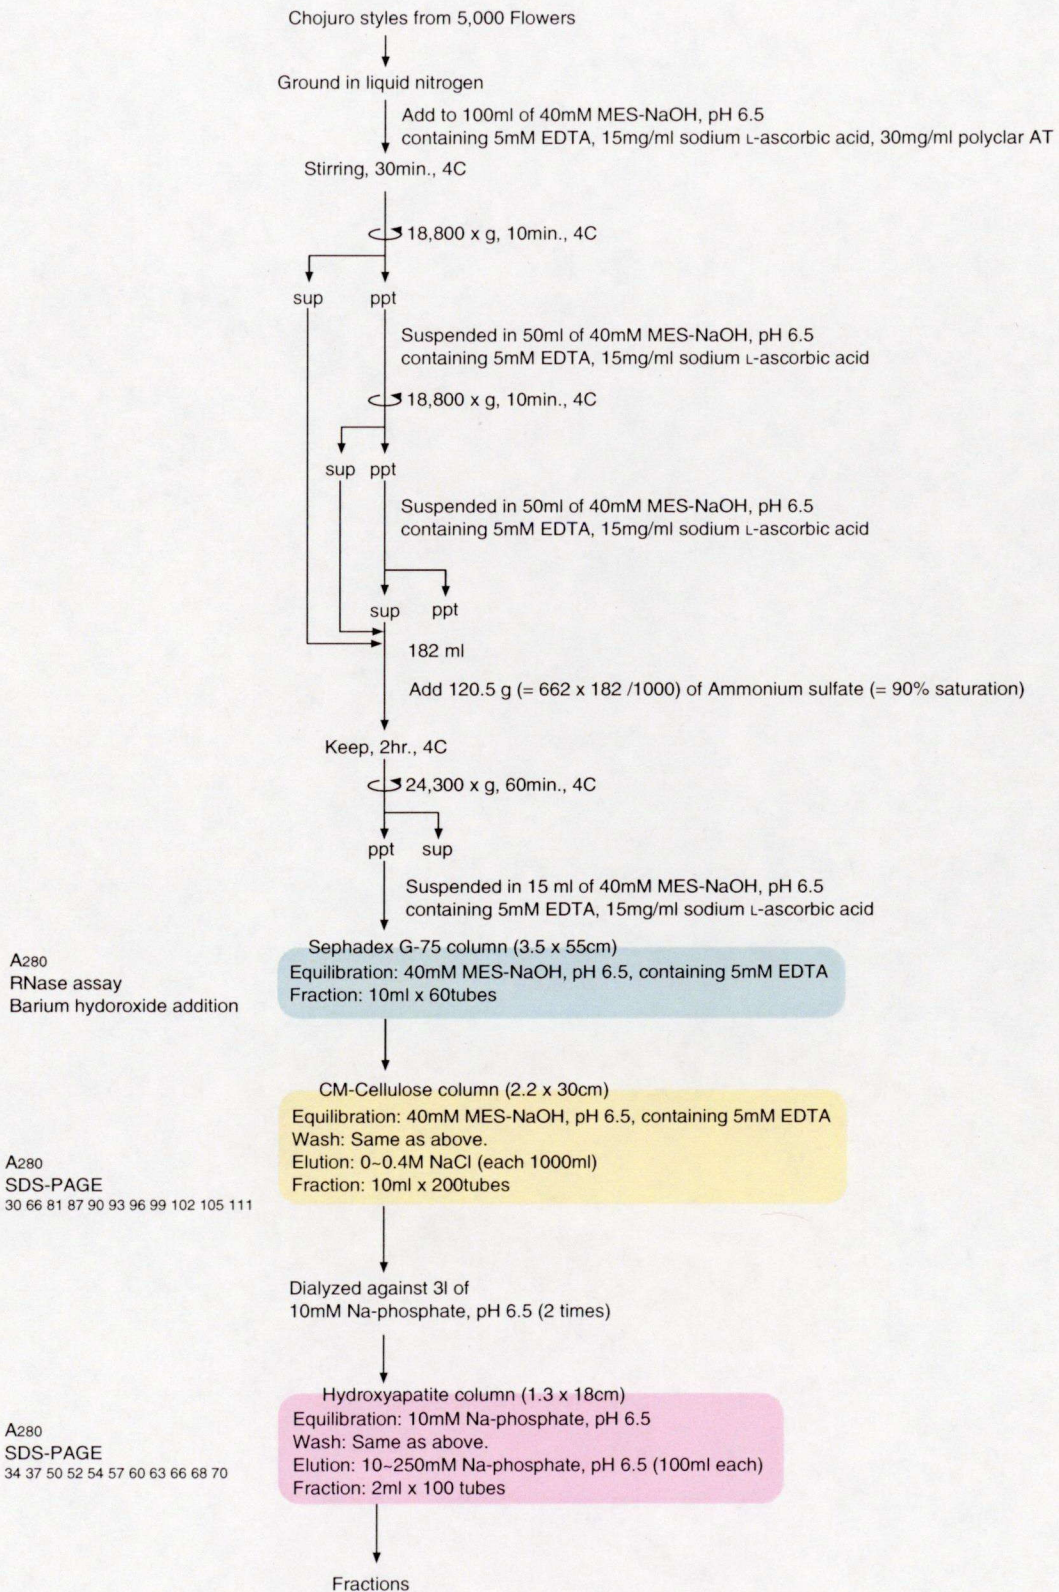 Chojuro styles from 5,000 Flowers
Ground in liquid nitrogen
Add to 100ml of 40mM MES-NaOH, pH 6.5
containing 5mM EDTA, 15mg/ml sodium L-ascorbic acid, 30mg/ml polyclar AT
Stirring, 30min., 4C
18,800 x g, 10min., 4C
sup ppt
Suspended in 50ml of 40mM MES-NaOH, pH 6.5
containing 5mM EDTA, 15mg/ml sodium L-ascorbic acid
18,800 x g, 10min., 4C
sup ppt
Suspended in 50ml of 40mM MES-NaOH, pH 6.5
containing 5mM EDTA, 15mg/ml sodium L-ascorbic acid
sup ppt
182 ml
Add 120.5 g (= 662 x 182 /1000) of Ammonium sulfate (= 90% saturation)
Keep, 2hr., 4C
24,300 x g, 60min., 4C
ppt sup
Suspended in 15 ml of 40mM MES-NaOH, pH 6.5
containing 5mM EDTA, 15mg/ml sodium L-ascorbic acid
A280
RNase assay
Barium hydoroxide addition
Sephadex G-75 column (3.5 x 55cm)
Equilibration: 40mM MES-NaOH, pH 6.5, containing 5mM EDTA
Fraction: 10ml x 60tubes
CM-Cellulose column (2.2 x 30cm)
Equilibration: 40mM MES-NaOH, pH 6.5, containing 5mM EDTA
Wash: Same as above.
Elution: 0~0.4M NaCl (each 1000ml)
Fraction: 10ml x 200tubes
A280
SDS-PAGE
30 66 81 87 90 93 96 99 102 105 111
Dialyzed against 3l of
10mM Na-phosphate, pH 6.5 (2 times)
Hydroxyapatite column (1.3 x 18cm)
Equilibration: 10mM Na-phosphate, pH 6.5
Wash: Same as above.
Elution: 10~250mM Na-phosphate, pH 6.5 (100ml each)
Fraction: 2ml x 100 tubes
A280
SDS-PAGE
34 37 50 52 54 57 60 63 66 68 70
Fractions